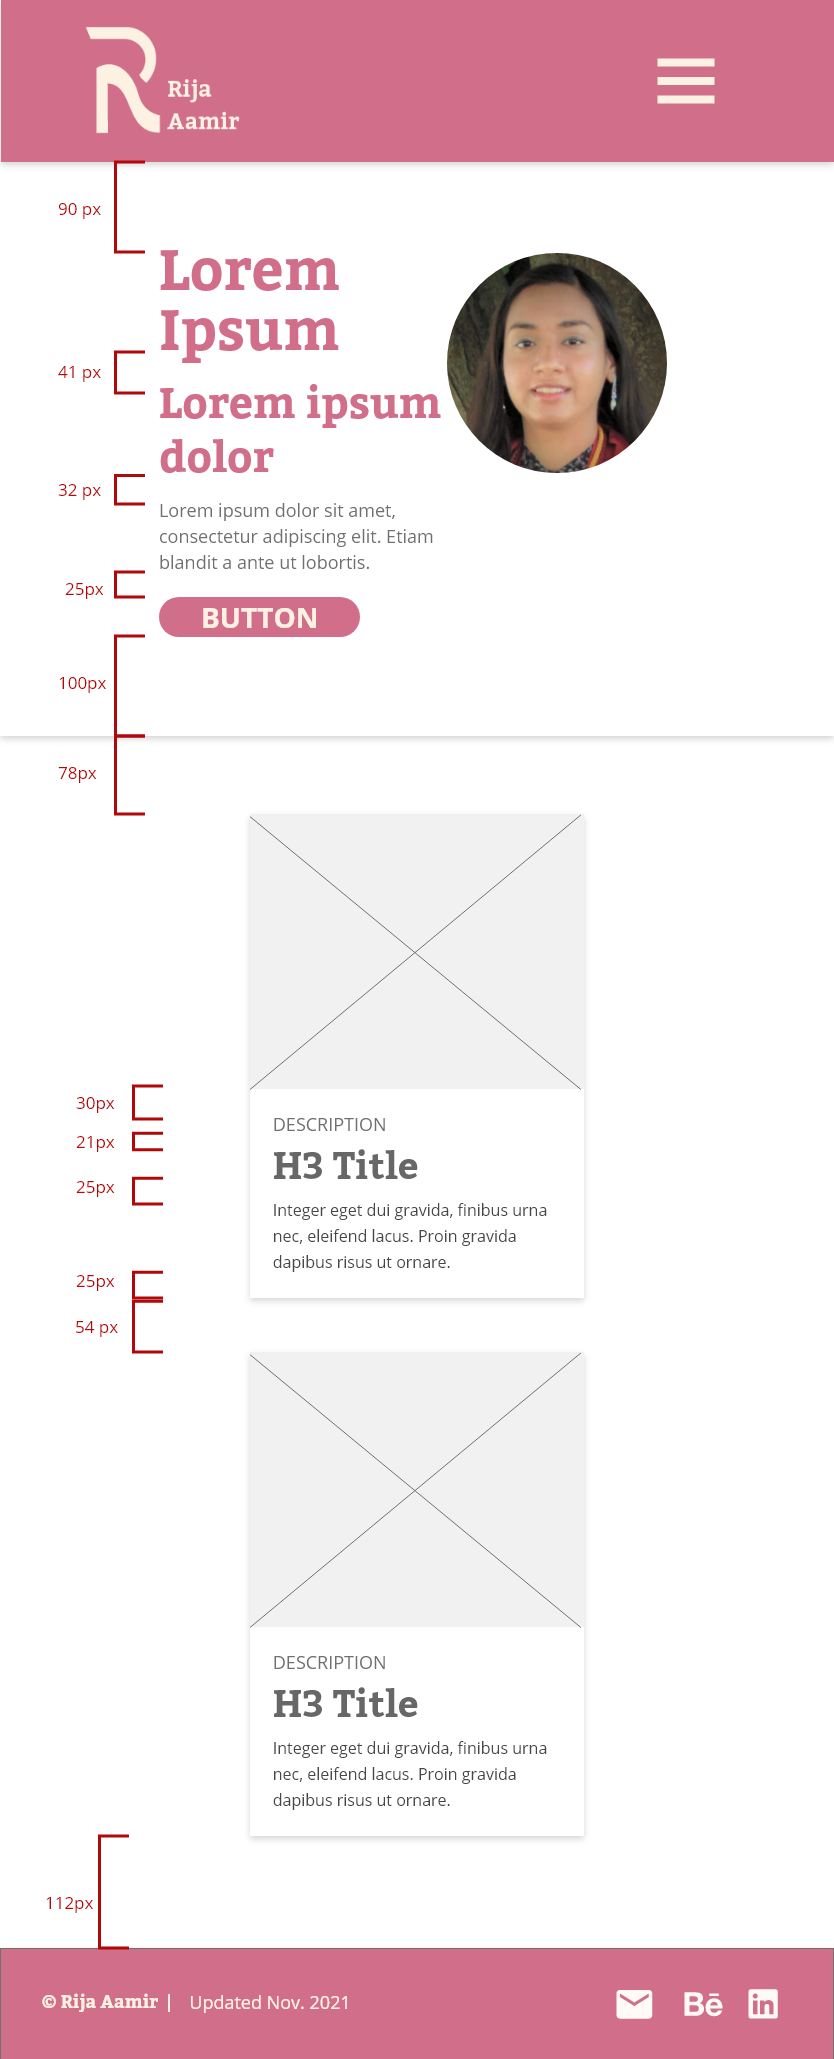 R
Rija
Aamir
90 px
Lorem
Ipsum
41 px
Lorem ipsum
dolor
32 px
Lorem ipsum dolor sit amet,
consectetur adipiscing elit. Etiam
blandit a ante ut lobortis.
25px
BUTTON
100px
78px
30px
DESCRIPTION
21px
H3 Title
25px
Integer eget dui gravida, finibus urna
nec, eleifend lacus. Proin gravida
dapibus risus ut ornare.
25px
54 px
DESCRIPTION
H3 Title
Integer eget dui gravida, finibus urna
nec, eleifend lacus. Proin gravida
dapibus risus ut ornare.
112px
© Rija Aamir | Updated Nov. 2021
Bē in